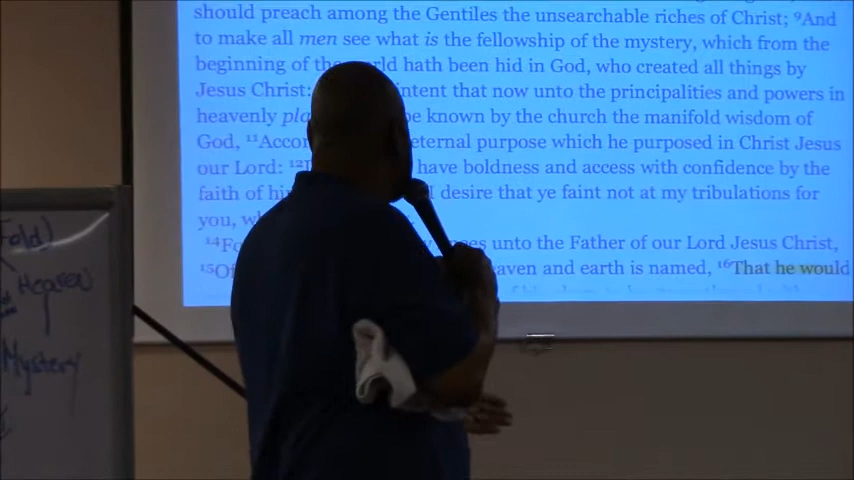 should preach among the Gentiles the unsearchable riches of Christ; ⁹And
to make all men see what is the fellowship of the mystery, which from the
beginning of the world hath been hid in God, who created all things by
Jesus Christ: intent that now unto the principalities and powers in
heavenly be known by the church the manifold wisdom of
God, ¹¹ eternal purpose which he purposed in Christ Jesus
our Lord: ¹² have boldness and access with confidence by the
faith of I desire that ye faint not at my tribulations for
you,
¹⁴ unto the Father of our Lord Jesus Christ,
¹⁵Of and earth is named, ¹⁶That he would
Heaven
Mystery